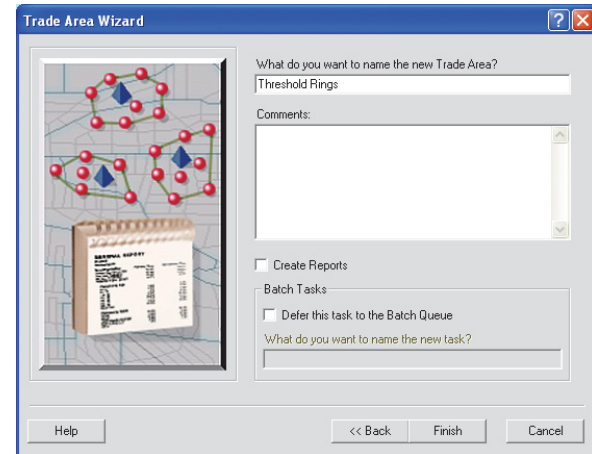 Trade Area Wizard
What do you want to name the new Trade Area?
Threshold Rings
Comments:
Create Reports
Batch Tasks
Defer this task to the Batch Queue
What do you want to name the new task?
Help
<< Back
Finish
Cancel